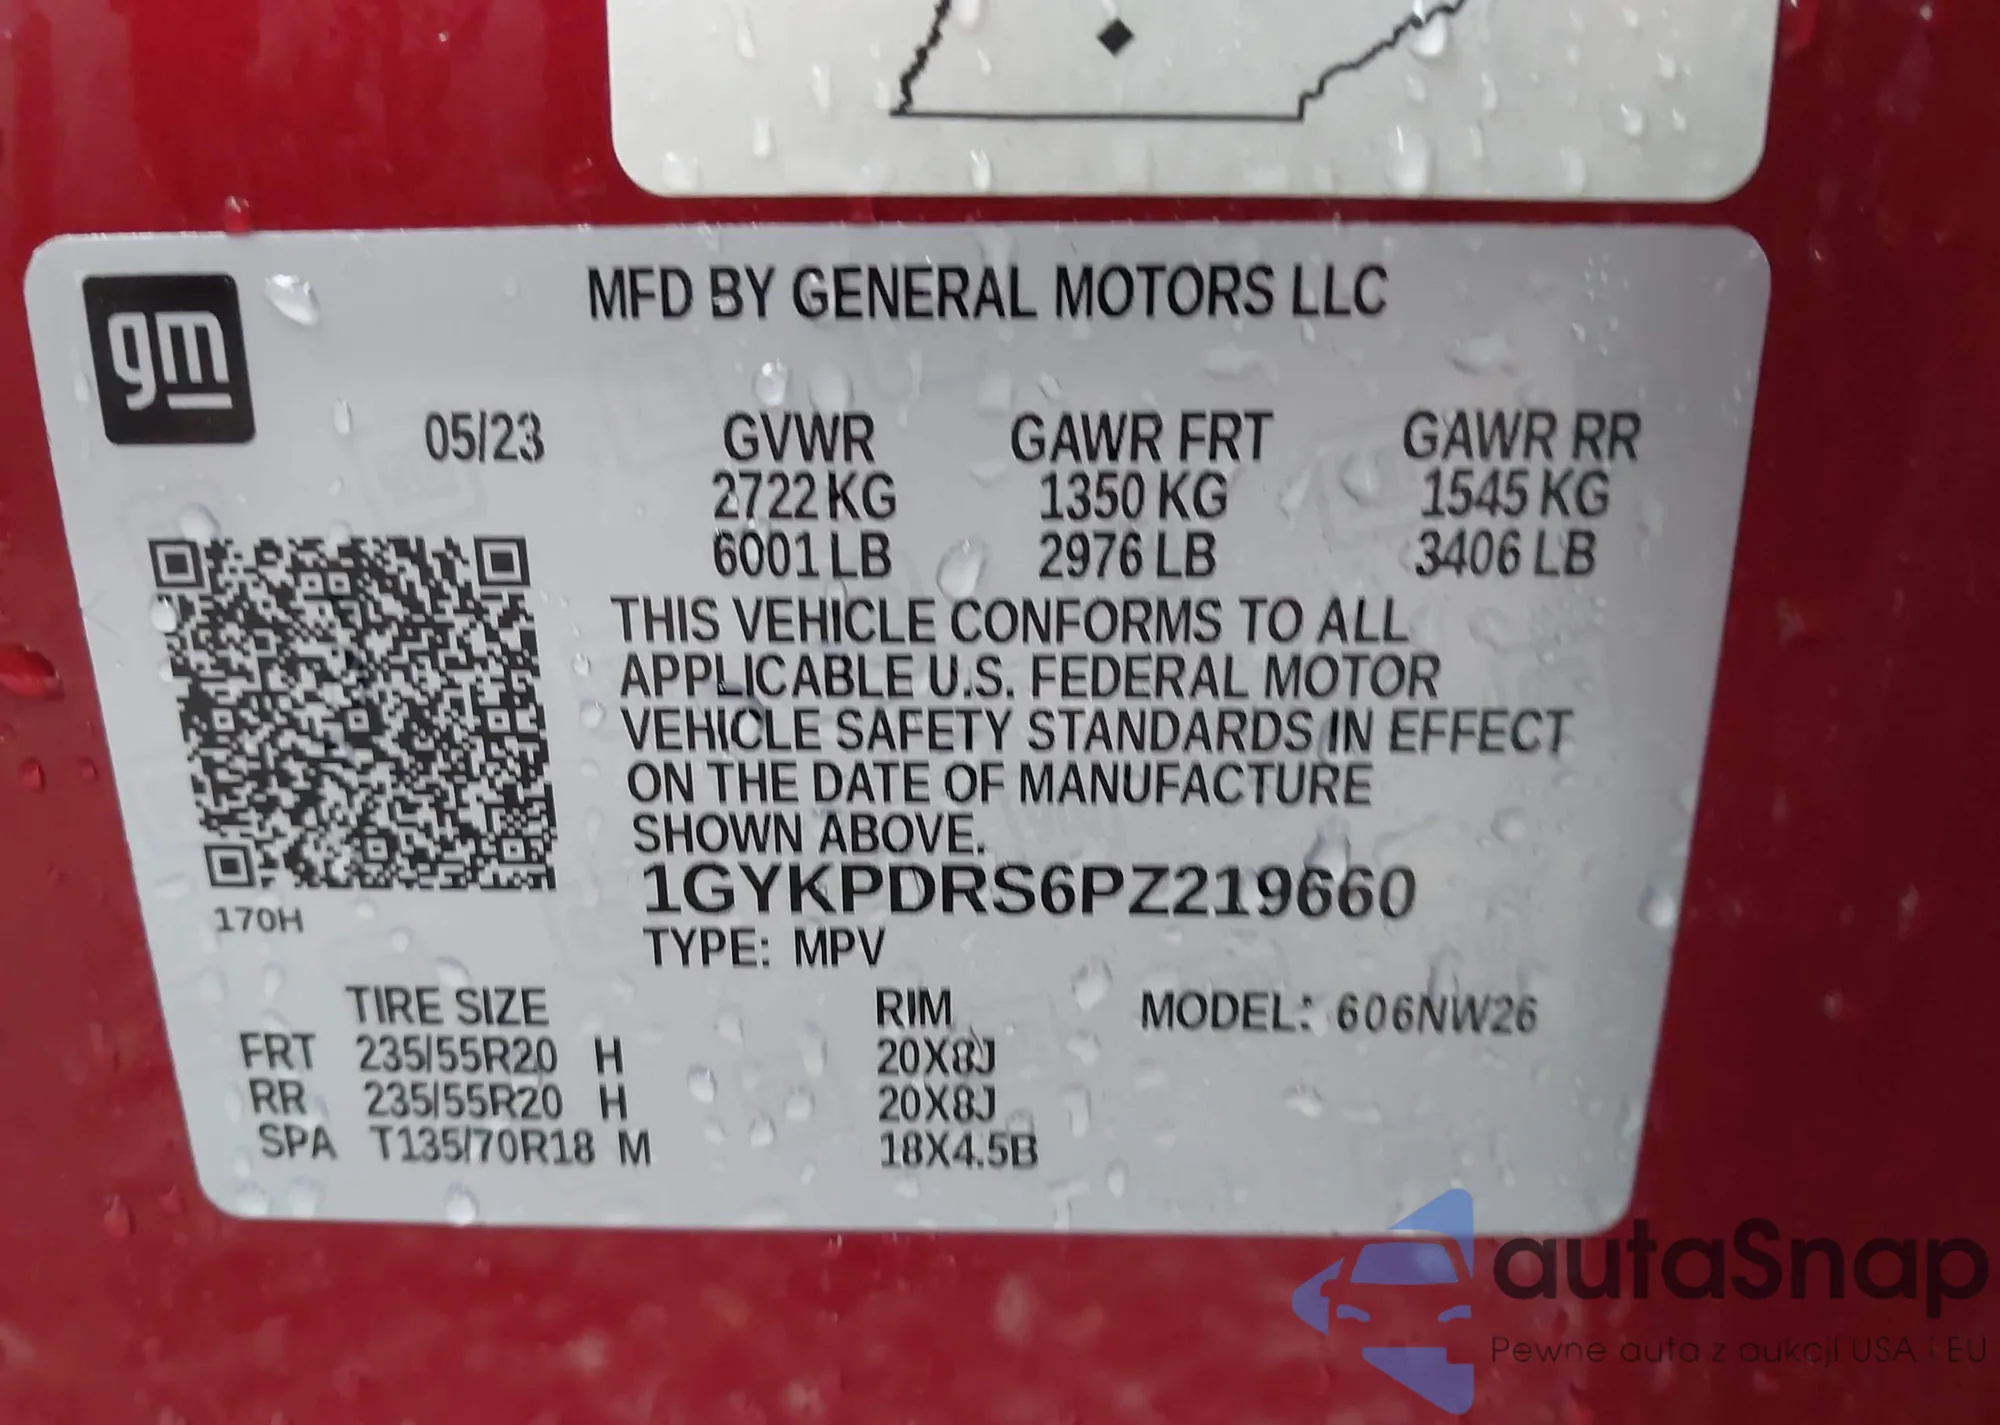 MFD BY GENERAL MOTORS LLC
gm
05/23 GVWR GAWR FRT GAWR RR
2722 KG 1350 KG 1545 KG
6001 LB 2976 LB 3406 LB
THIS VEHICLE CONFORMS TO ALL
APPLICABLE U.S. FEDERAL MOTOR
VEHICLE SAFETY STANDARDS IN EFFECT
ON THE DATE OF MANUFACTURE
SHOWN ABOVE.
1GYKPDRS6PZ219660
170H
TYPE: MPV
TIRE SIZE RIM MODEL: 606NW26
FRT 235/55R20 H 20X8J
RR 235/55R20 H 20X8J
SPA T135/70R18 M 18X4.5B
autaSnap
Pewne auta z aukcji USA i EU